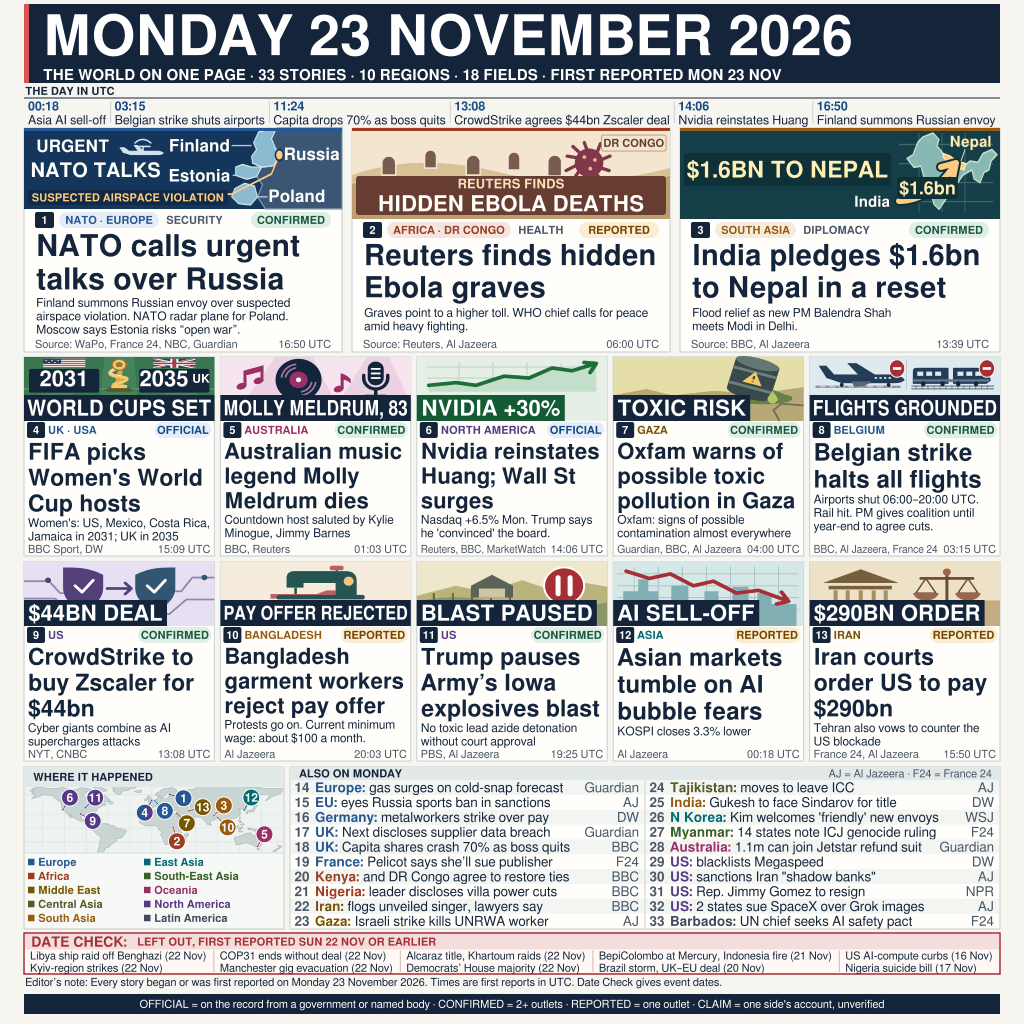 MONDAY 23 NOVEMBER 2026
THE WORLD ON ONE PAGE · 33 STORIES · 10 REGIONS · 18 FIELDS · FIRST REPORTED MON 23 NOV
THE DAY IN UTC
00:18
Asia AI sell-off
03:15
Belgian strike shuts airports
11:24
Capita drops 70% as boss quits
13:08
CrowdStrike agrees $44bn Zscaler deal
14:06
Nvidia reinstates Huang
16:50
Finland summons Russian envoy
URGENT
NATO TALKS
SUSPECTED AIRSPACE VIOLATION
Finland
Estonia
Russia
Poland
1 NATO · EUROPE SECURITY CONFIRMED
NATO calls urgent
talks over Russia
Finland summons Russian envoy over suspected
airspace violation. NATO radar plane for Poland.
Moscow says Estonia risks “open war”.
Source: WaPo, France 24, NBC, Guardian 16:50 UTC
DR CONGO
REUTERS FINDS
HIDDEN EBOLA DEATHS
2 AFRICA · DR CONGO HEALTH REPORTED
Reuters finds hidden
Ebola graves
Graves point to a higher toll. WHO chief calls for peace
amid heavy fighting.
Source: Reuters, Al Jazeera 06:00 UTC
$1.6BN TO NEPAL
Nepal
$1.6bn
India
3 SOUTH ASIA DIPLOMACY CONFIRMED
India pledges $1.6bn
to Nepal in a reset
Flood relief as new PM Balendra Shah
meets Modi in Delhi.
Source: BBC, Al Jazeera 13:39 UTC
2031 2035 UK
WORLD CUPS SET
4 UK · USA OFFICIAL
FIFA picks
Women's World
Cup hosts
Women's: US, Mexico, Costa Rica,
Jamaica in 2031; UK in 2035
BBC Sport, DW 15:09 UTC
MOLLY MELDRUM, 83
5 AUSTRALIA CONFIRMED
Australian music
legend Molly
Meldrum dies
Countdown host saluted by Kylie
Minogue, Jimmy Barnes
BBC, Reuters 01:03 UTC
NVIDIA +30%
6 NORTH AMERICA OFFICIAL
Nvidia reinstates
Huang; Wall St
surges
Nasdaq +6.5% Mon. Trump says
he 'convinced' the board.
Reuters, BBC, MarketWatch 14:06 UTC
TOXIC RISK
7 GAZA CONFIRMED
Oxfam warns of
possible toxic
pollution in Gaza
Oxfam: signs of possible
contamination almost everywhere
Guardian, BBC, Al Jazeera 04:00 UTC
FLIGHTS GROUNDED
8 BELGIUM CONFIRMED
Belgian strike
halts all flights
Airports shut 06:00–20:00 UTC.
Rail hit. PM gives coalition until
year-end to agree cuts.
BBC, Al Jazeera, France 24 03:15 UTC
$44BN DEAL
9 US CONFIRMED
CrowdStrike to
buy Zscaler for
$44bn
Cyber giants combine as AI
supercharges attacks
NYT, CNBC 13:08 UTC
PAY OFFER REJECTED
10 BANGLADESH REPORTED
Bangladesh
garment workers
reject pay offer
Protests go on. Current minimum
wage: about $100 a month.
Al Jazeera 20:03 UTC
BLAST PAUSED
11 US CONFIRMED
Trump pauses
Army’s Iowa
explosives blast
No toxic lead azide detonation
without court approval
PBS, Al Jazeera 19:25 UTC
AI SELL-OFF
12 ASIA REPORTED
Asian markets
tumble on AI
bubble fears
KOSPI closes 3.3% lower
Al Jazeera 00:18 UTC
$290BN ORDER
13 IRAN REPORTED
Iran courts
order US to pay
$290bn
Tehran also vows to counter the
US blockade
France 24, Al Jazeera 15:50 UTC
WHERE IT HAPPENED
6 11 9 4 8 1 7 13 3 12 10 2 5
Europe
Africa
Middle East
Central Asia
South Asia
East Asia
South-East Asia
Oceania
North America
Latin America
ALSO ON MONDAY
AJ = Al Jazeera · F24 = France 24
14 Europe: gas surges on cold-snap forecast Guardian
15 EU: eyes Russia sports ban in sanctions AJ
16 Germany: metalworkers strike over pay DW
17 UK: Next discloses supplier data breach Guardian
18 UK: Capita shares crash 70% as boss quits BBC
19 France: Pelicot says she’ll sue publisher F24
20 Kenya: and DR Congo agree to restore ties BBC
21 Nigeria: leader discloses villa power cuts BBC
22 Iran: flogs unveiled singer, lawyers say BBC
23 Gaza: Israeli strike kills UNRWA worker AJ
24 Tajikistan: moves to leave ICC AJ
25 India: Gukesh to face Sindarov for title DW
26 N Korea: Kim welcomes 'friendly' new envoys WSJ
27 Myanmar: 14 states note ICJ genocide ruling F24
28 Australia: 1.1m can join Jetstar refund suit Guardian
29 US: blacklists Megaspeed DW
30 US: sanctions Iran "shadow banks" AJ
31 US: Rep. Jimmy Gomez to resign NPR
32 US: 2 states sue SpaceX over Grok images AJ
33 Barbados: UN chief seeks AI safety pact F24
DATE CHECK: LEFT OUT, FIRST REPORTED SUN 22 NOV OR EARLIER
Libya ship raid off Benghazi (22 Nov)
Kyiv-region strikes (22 Nov)
COP31 ends without deal (22 Nov)
Manchester gig evacuation (22 Nov)
Alcaraz title, Khartoum raids (22 Nov)
Democrats’ House majority (22 Nov)
BepiColombo at Mercury, Indonesia fire (21 Nov)
Brazil storm, UK–EU deal (20 Nov)
US AI-compute curbs (16 Nov)
Nigeria suicide bill (17 Nov)
Editor’s note: Every story began or was first reported on Monday 23 November 2026. Times are first reports in UTC. Date Check gives event dates.
OFFICIAL = on the record from a government or named body · CONFIRMED = 2+ outlets · REPORTED = one outlet · CLAIM = one side’s account, unverified